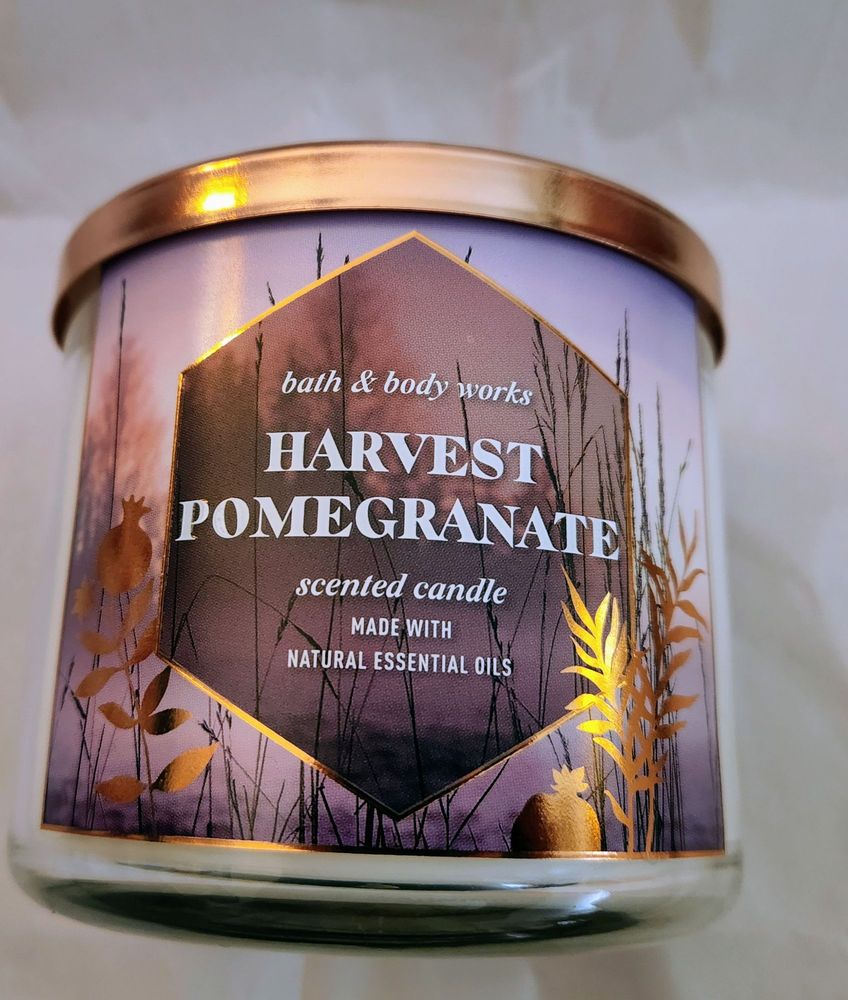 bath & body works
HARVEST
POMEGRANATE
scented candle
MADE WITH
NATURAL ESSENTIAL OILS